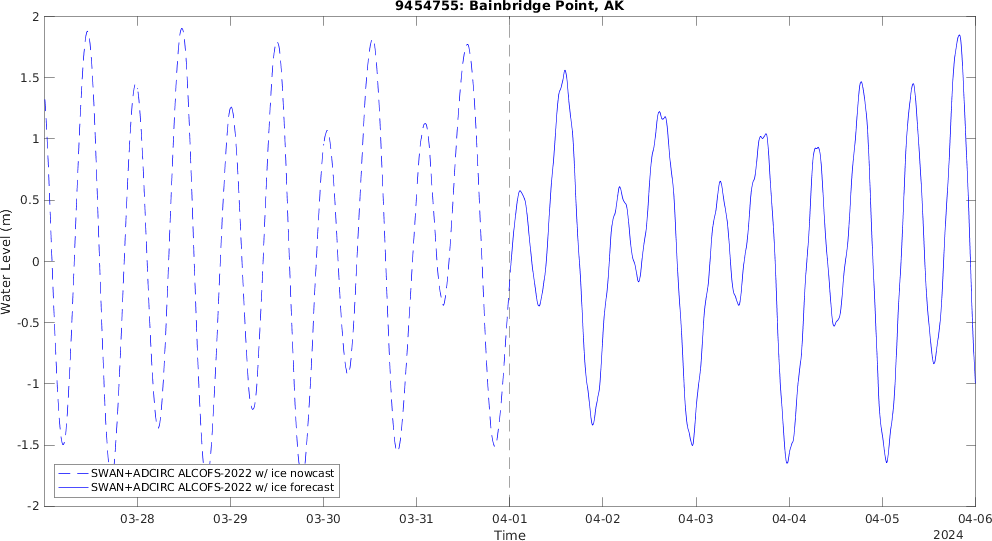 9454755: Bainbridge Point, AK
2
1.5
1
0.5
0
-0.5
-1
-1.5
-2
Water Level (m)
SWAN+ADCIRC ALCOFS-2022 w/ ice nowcast
SWAN+ADCIRC ALCOFS-2022 w/ ice forecast
03-28 03-29 03-30 03-31 04-01 04-02 04-03 04-04 04-05 04-06
Time
2024